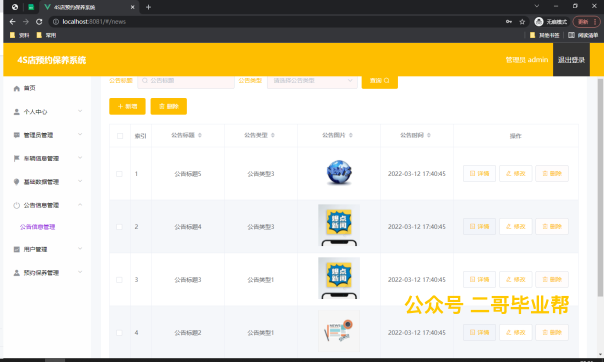 4S店预约保养系统
localhost:8081/#/news
无痕模式
更新
资料
常用
其他书签
阅读清单
4S店预约保养系统
管理员 admin
退出登录
首页
个人中心
管理员管理
车辆信息管理
基础数据管理
公告信息管理
公告信息管理
用户管理
预约保养管理
公告标题
公告标题
公告类型
请选择公告类型
查询
+ 新增
删除
索引 公告标题 公告类型 公告图片 公告时间 操作
1 公告标题5 公告类型3 2022-03-12 17:40:45 详情 修改 删除
2 公告标题4 公告类型3 爆点新闻 2022-03-12 17:40:45 详情 修改 删除
3 公告标题3 公告类型1 爆点新闻 2022-03-12 17:40:45 详情 修改 删除
公众号 二哥毕业帮
4 公告标题2 公告类型1 2022-03-12 17:40:45 详情 修改 删除